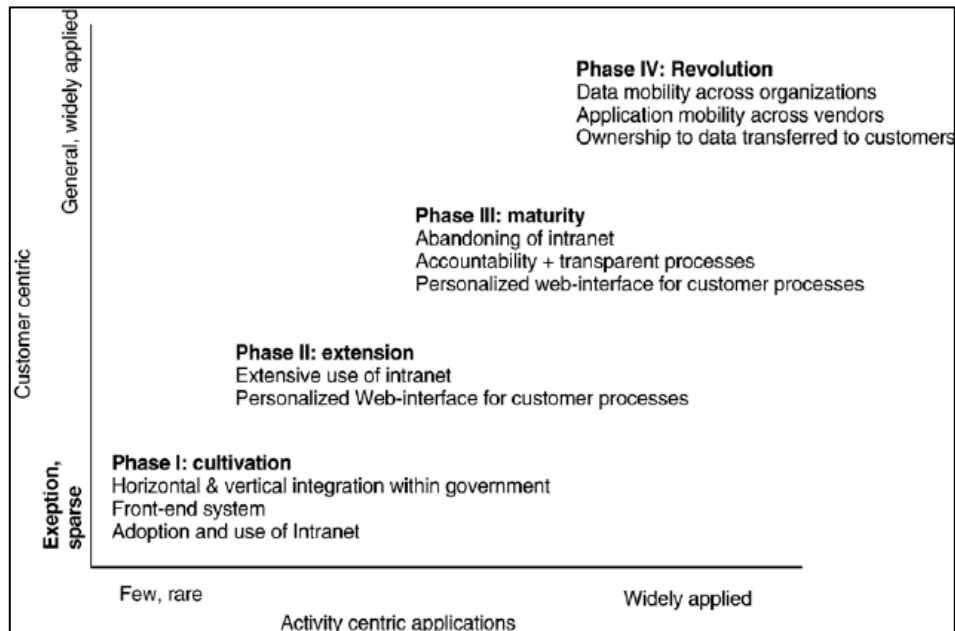 General, widely applied
Customer centric
Exeption,
sparse
Phase IV: Revolution
Data mobility across organizations
Application mobility across vendors
Ownership to data transferred to customers
Phase III: maturity
Abandoning of intranet
Accountability + transparent processes
Personalized web-interface for customer processes
Phase II: extension
Extensive use of intranet
Personalized Web-interface for customer processes
Phase I: cultivation
Horizontal & vertical integration within government
Front-end system
Adoption and use of Intranet
Few, rare
Widely applied
Activity centric applications